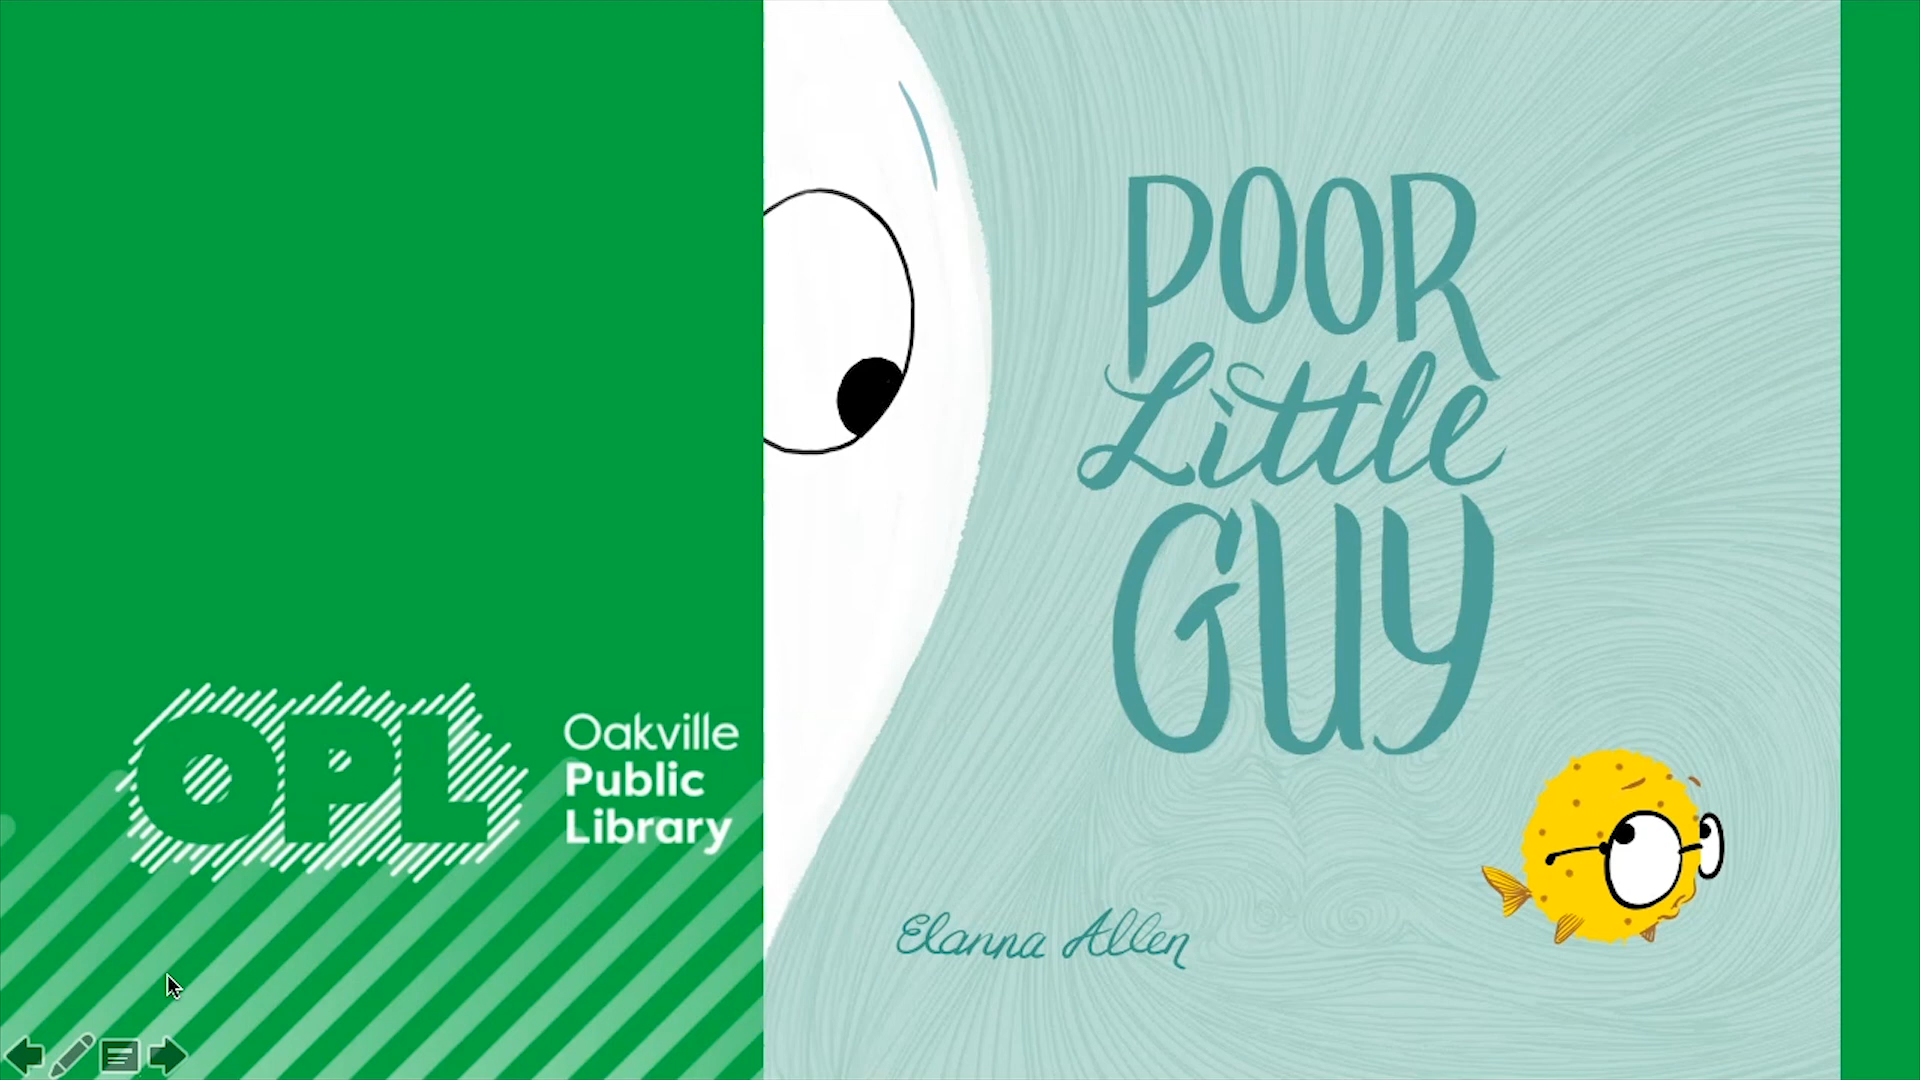 POOR
Little
GUY
Elanna Allen
OPL
Oakville
Public
Library